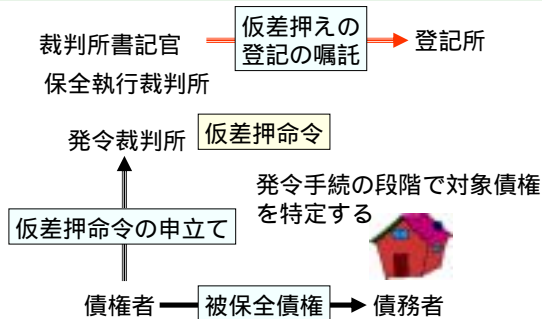 裁判所書記官
仮差押えの
登記の嘱託
登記所
保全執行裁判所
発令裁判所
仮差押命令
発令手続の段階で対象債権
を特定する
仮差押命令の申立て
債権者
被保全債権
債務者